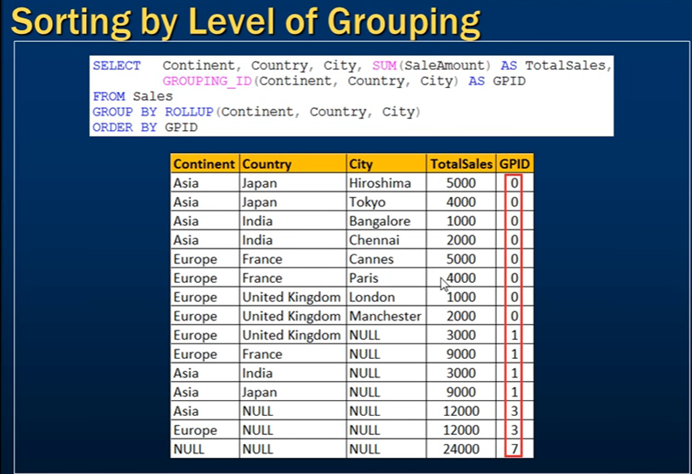 Sorting by Level of Grouping
SELECT Continent, Country, City, SUM(SaleAmount) AS TotalSales,
GROUPING_ID(Continent, Country, City) AS GPID
FROM Sales
GROUP BY ROLLUP(Continent, Country, City)
ORDER BY GPID
Continent Country City TotalSales GPID
Asia Japan Hiroshima 5000 0
Asia Japan Tokyo 4000 0
Asia India Bangalore 1000 0
Asia India Chennai 2000 0
Europe France Cannes 5000 0
Europe France Paris 4000 0
Europe United Kingdom London 1000 0
Europe United Kingdom Manchester 2000 0
Europe United Kingdom NULL 3000 1
Europe France NULL 9000 1
Asia India NULL 3000 1
Asia Japan NULL 9000 1
Asia NULL NULL 12000 3
Europe NULL NULL 12000 3
NULL NULL NULL 24000 7